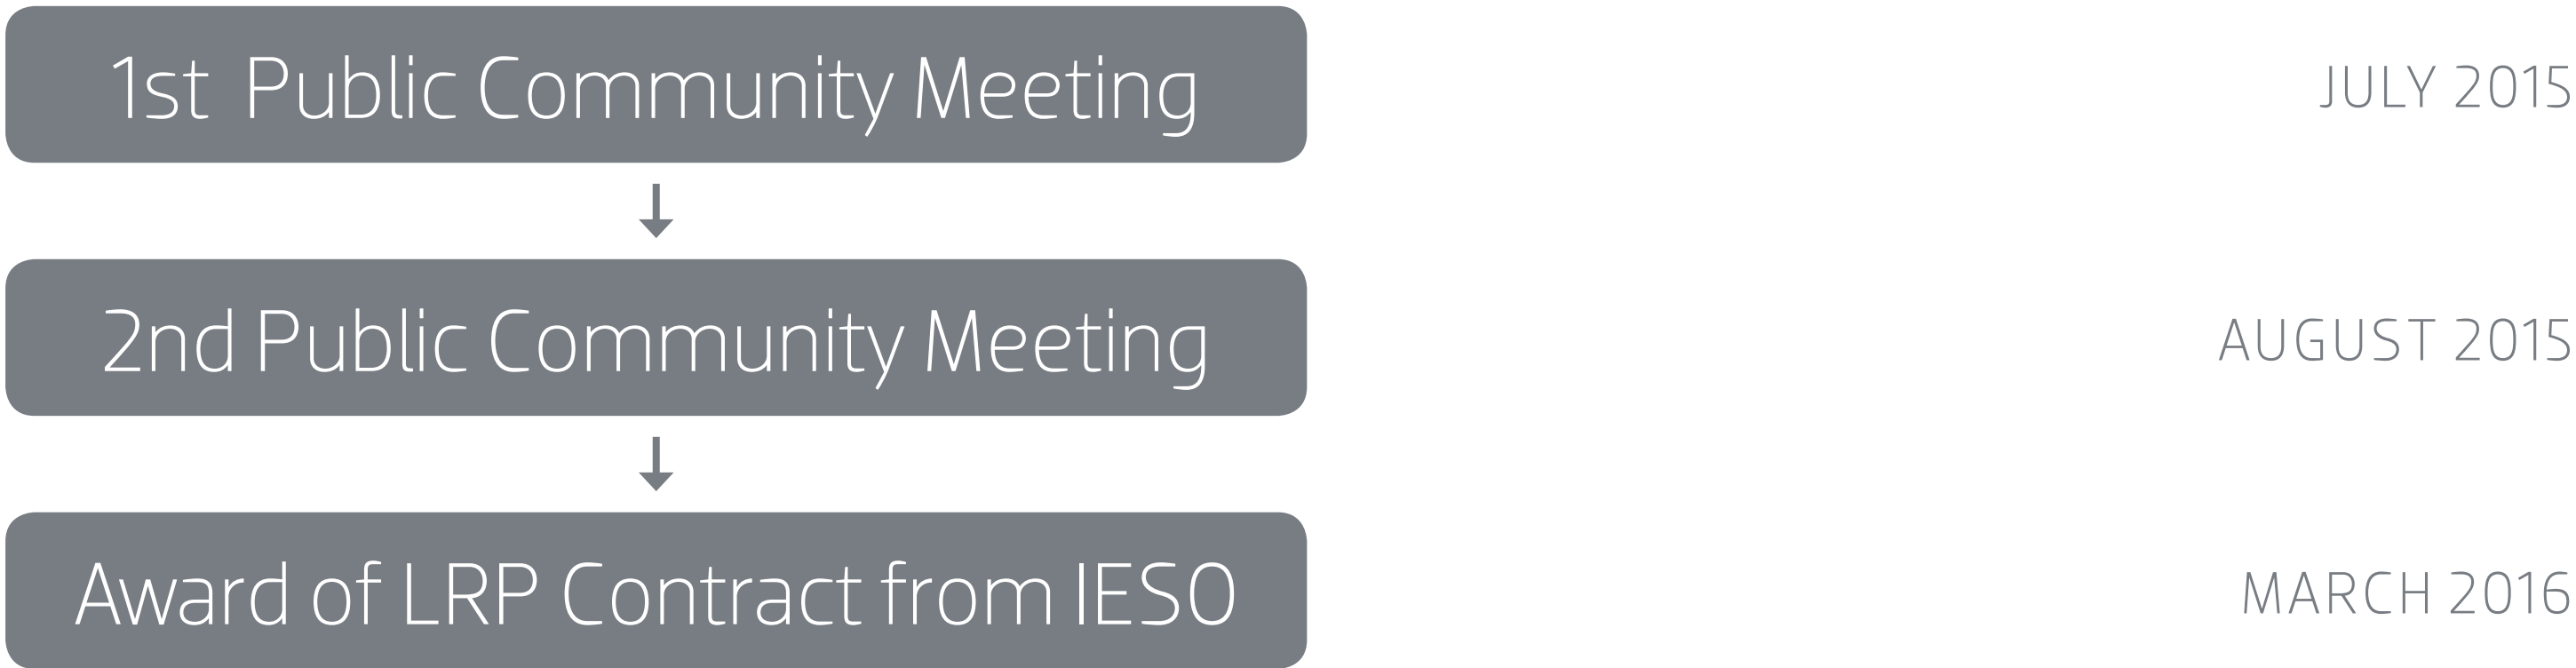 1st Public Community Meeting JULY 2015
2nd Public Community Meeting AUGUST 2015
Award of LRP Contract from IESO MARCH 2016